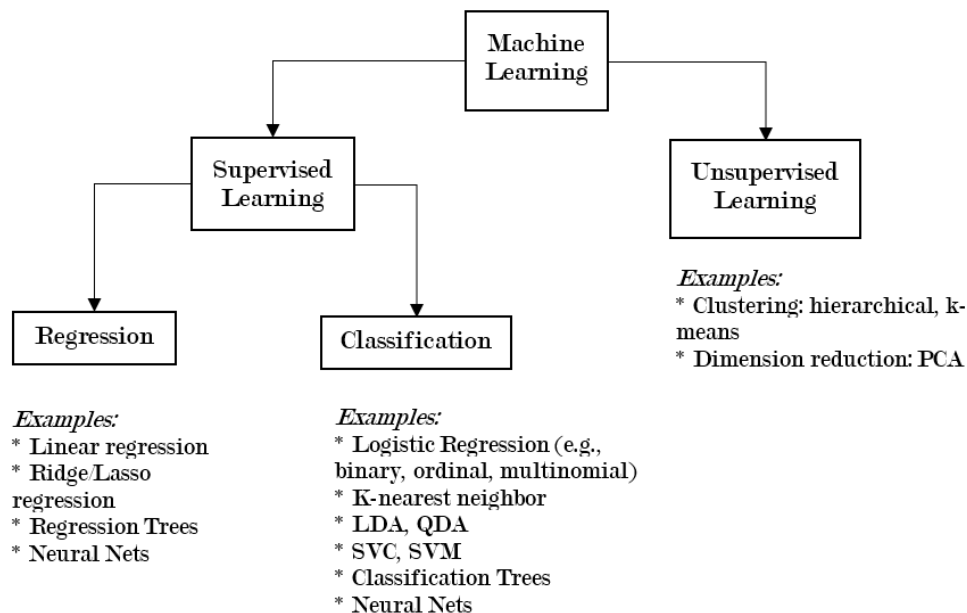 Machine
Learning
Supervised
Learning
Unsupervised
Learning
Regression
Classification
Examples:
* Linear regression
* Ridge/Lasso
regression
* Regression Trees
* Neural Nets
Examples:
* Logistic Regression (e.g.,
binary, ordinal, multinomial)
* K-nearest neighbor
* LDA, QDA
* SVC, SVM
* Classification Trees
* Neural Nets
Examples:
* Clustering: hierarchical, k-
means
* Dimension reduction: PCA